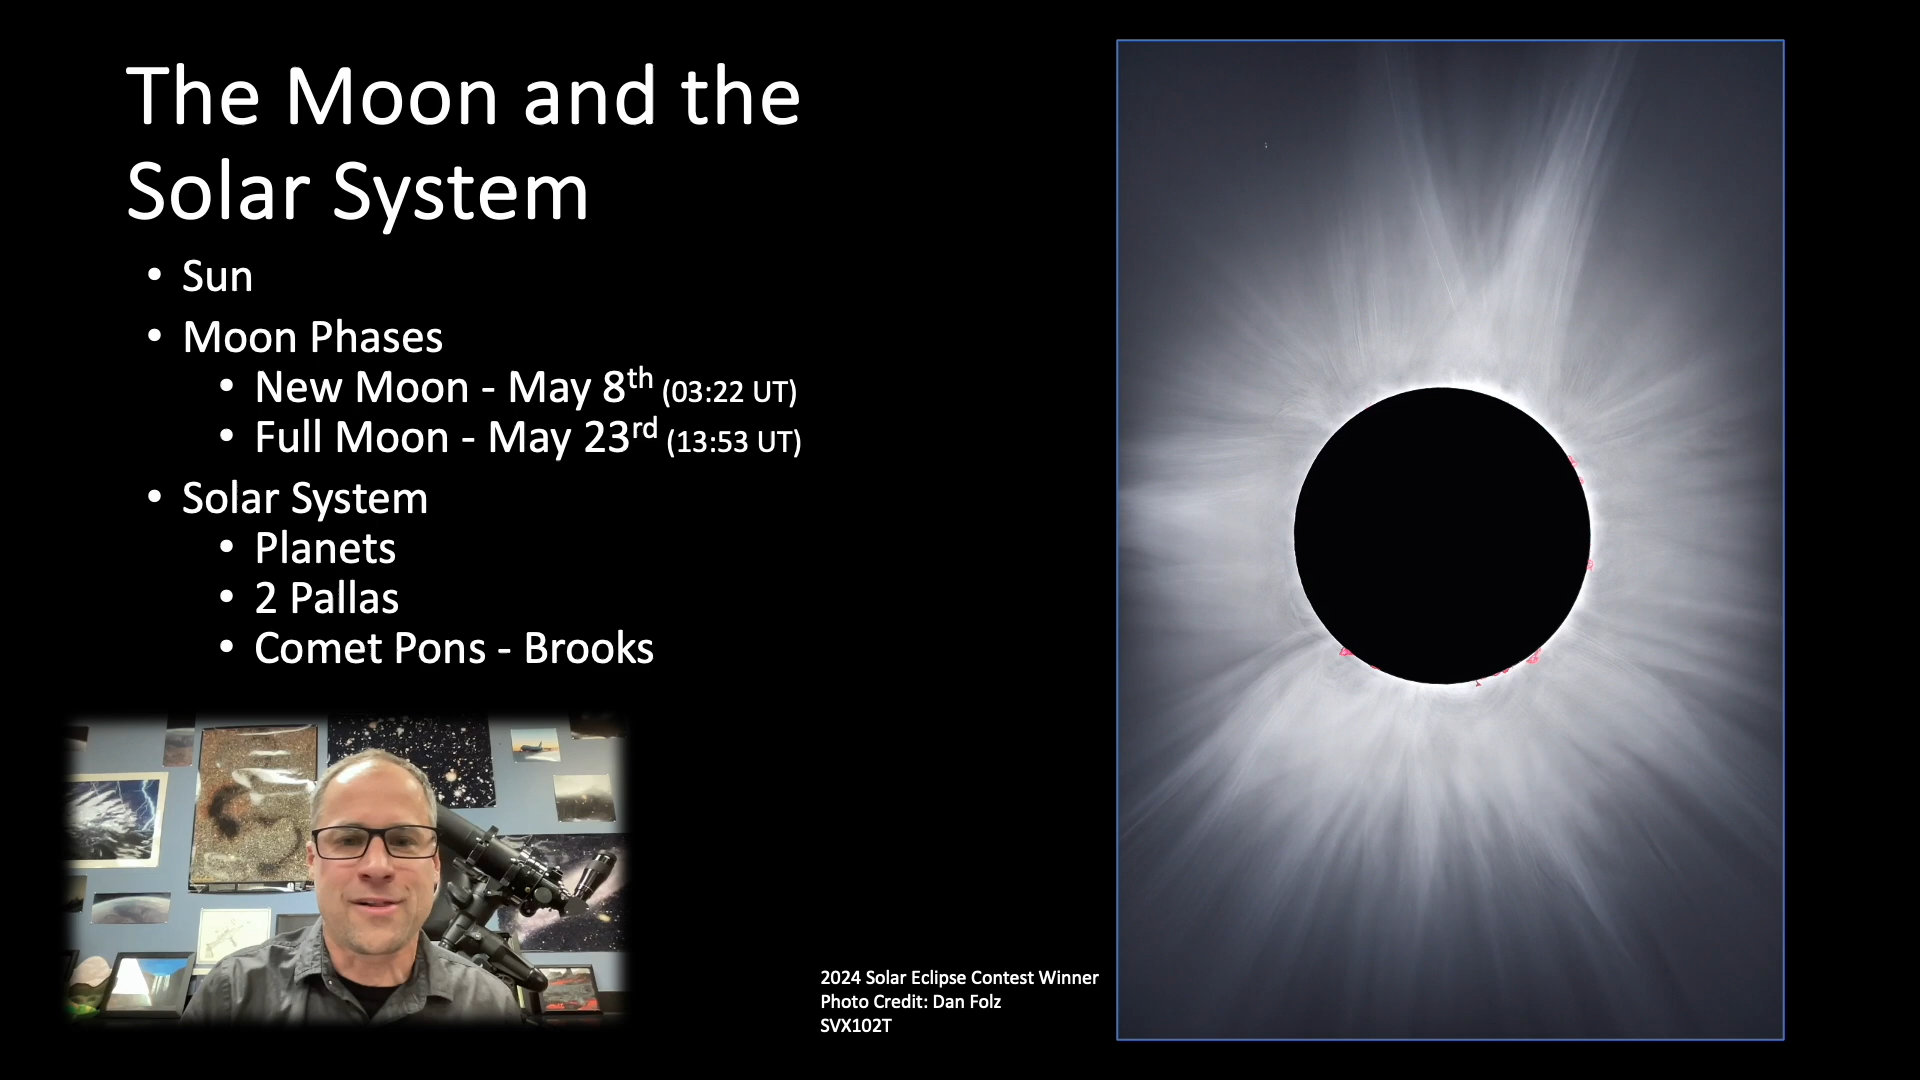 The Moon and the
Solar System
• Sun
• Moon Phases
• New Moon - May 8th (03:22 UT)
• Full Moon - May 23rd (13:53 UT)
• Solar System
• Planets
• 2 Pallas
• Comet Pons - Brooks
2024 Solar Eclipse Contest Winner
Photo Credit: Dan Folz
SVX102T